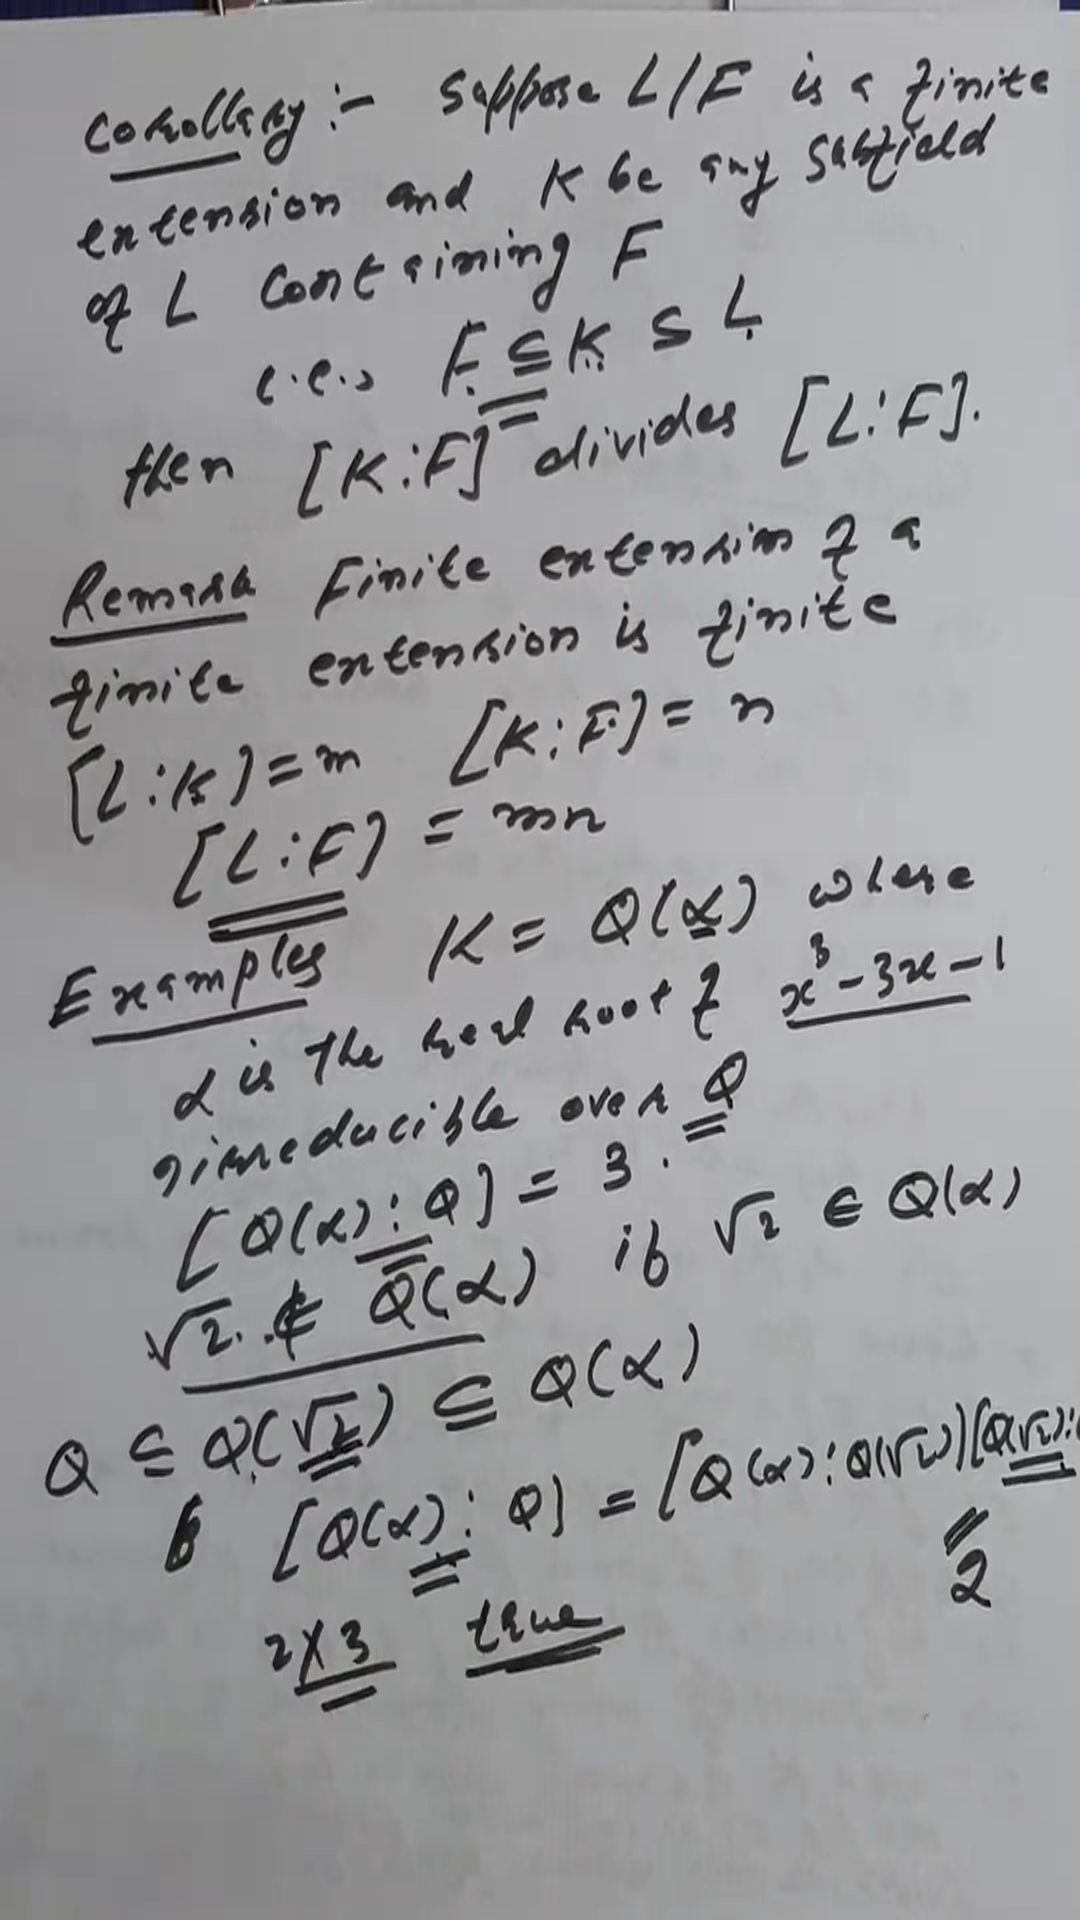 Corollary :- Suppose L/F is a finite
extension and K be any subfield
of L containing F
i.e., F ⊆ K ⊆ L
then [K:F] divides [L:F].
Remark Finite extension of a
finite extension is finite
[L:K] = m [K:F] = n
[L:F] = mn
Examples K = Q(α) where
α is the real root of x³-3x-1
irreducible over Q
[Q(α):Q] = 3.
√2 ∉ Q(α) if √2 ∈ Q(α)
Q ⊆ Q(√2) ⊆ Q(α)
[Q(α):Q] = [Q(α):Q(√2)][Q(√2):
2
2∤3 true